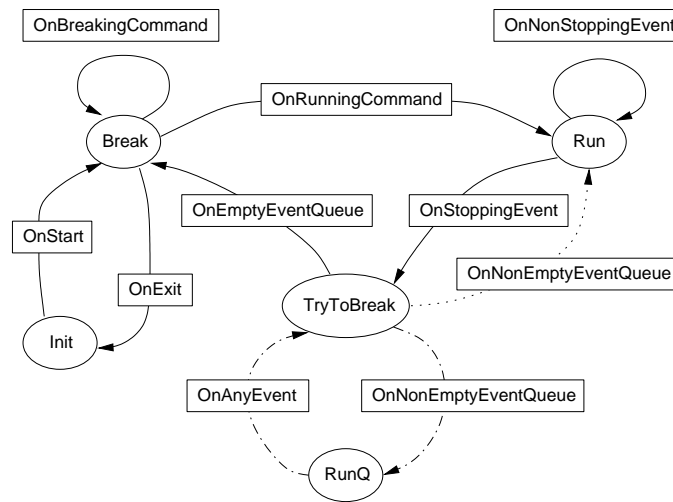 OnBreakingCommand
OnNonStoppingEvent
OnRunningCommand
Break
Run
OnEmptyEventQueue
OnStoppingEvent
OnStart
OnNonEmptyEventQueue
OnExit
TryToBreak
Init
OnAnyEvent
OnNonEmptyEventQueue
RunQ